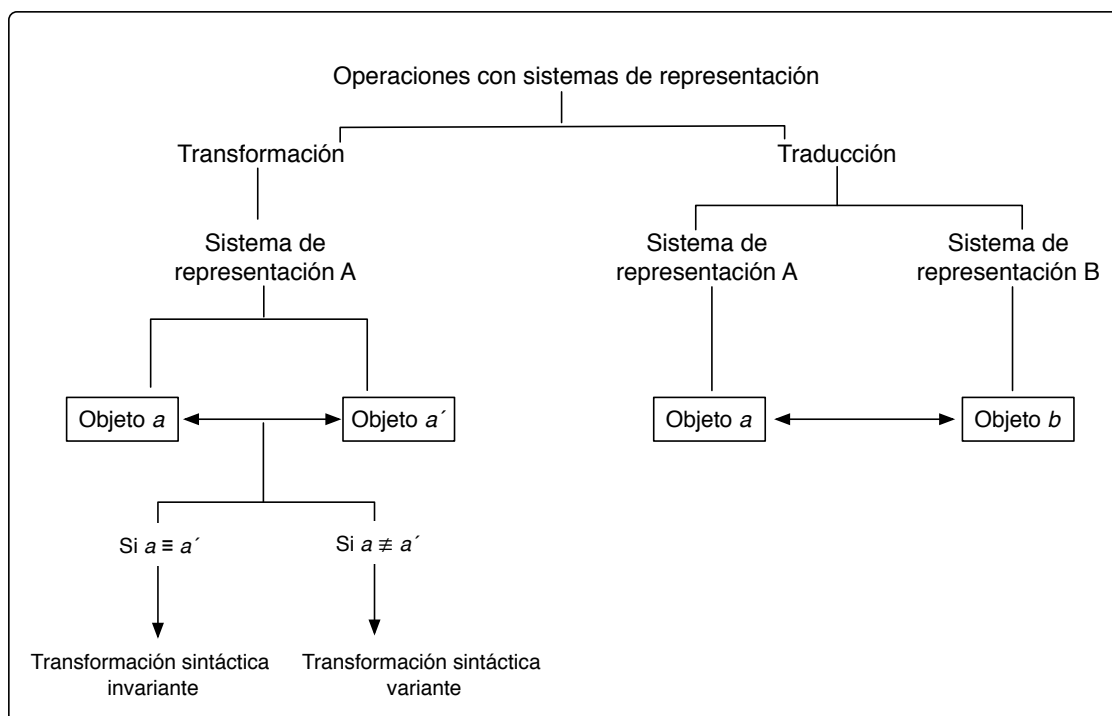 Operaciones con sistemas de representación
Transformación
Traducción
Sistema de
representación A
Sistema de
representación A
Sistema de
representación B
Objeto a
Objeto a´
Objeto a
Objeto b
Si a ≡ a´
Si a ≢ a´
Transformación sintáctica
invariante
Transformación sintáctica
variante